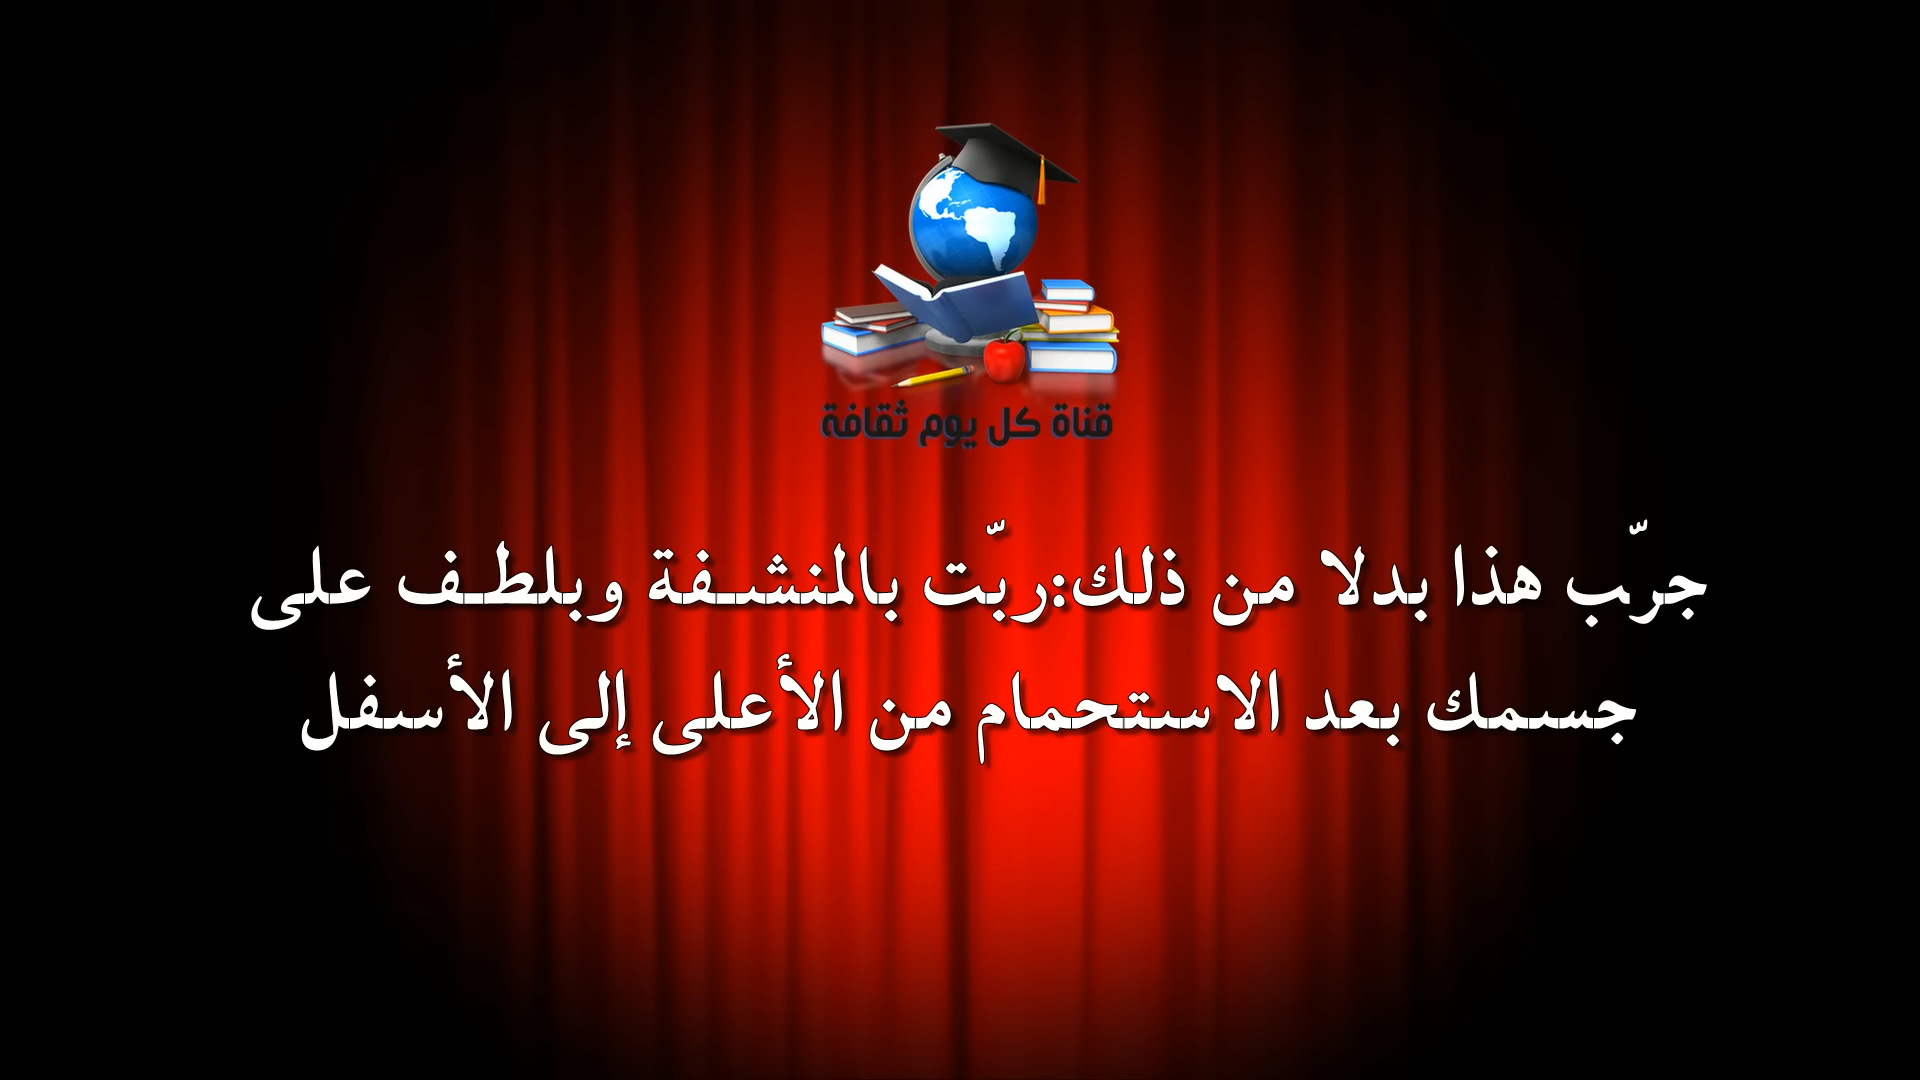 قناة كل يوم ثقافة
جرّب هذا بدلا من ذلك:ربّت بالمنشفة وبلطف على
جسمك بعد الاستحمام من الأعلى إلى الأسفل